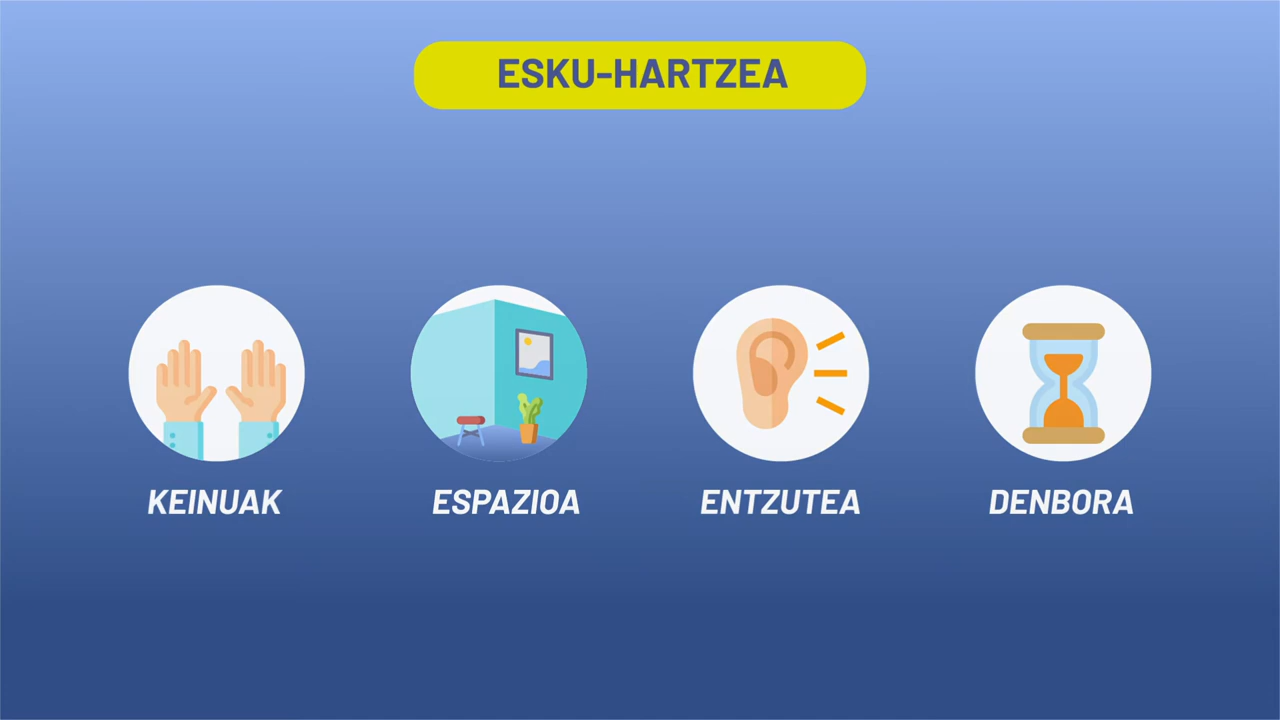 ESKU-HARTZEA
KEINUAK
ESPAZIOA
ENTZUTEA
DENBORA